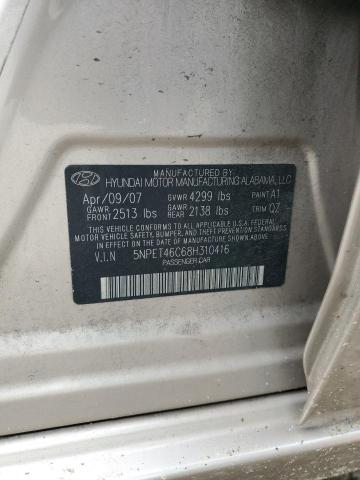 MANUFACTURED BY
HYUNDAI MOTOR MANUFACTURING ALABAMA, LLC
Apr/09/07 GVWR 4299 lbs PAINT A1
GAWR FRONT 2513 lbs GAWR REAR 2138 lbs TRIM QZ
THIS VEHICLE CONFORMS TO ALL APPLICABLE FEDERAL
MOTOR VEHICLE SAFETY, BUMPER, AND THEFT PREVENTION
STANDARDS IN EFFECT ON THE DATE OF MANUFACTURE
SHOWN ABOVE.
V.I.N 5NPET46C68H310416
PASSENGER CAR